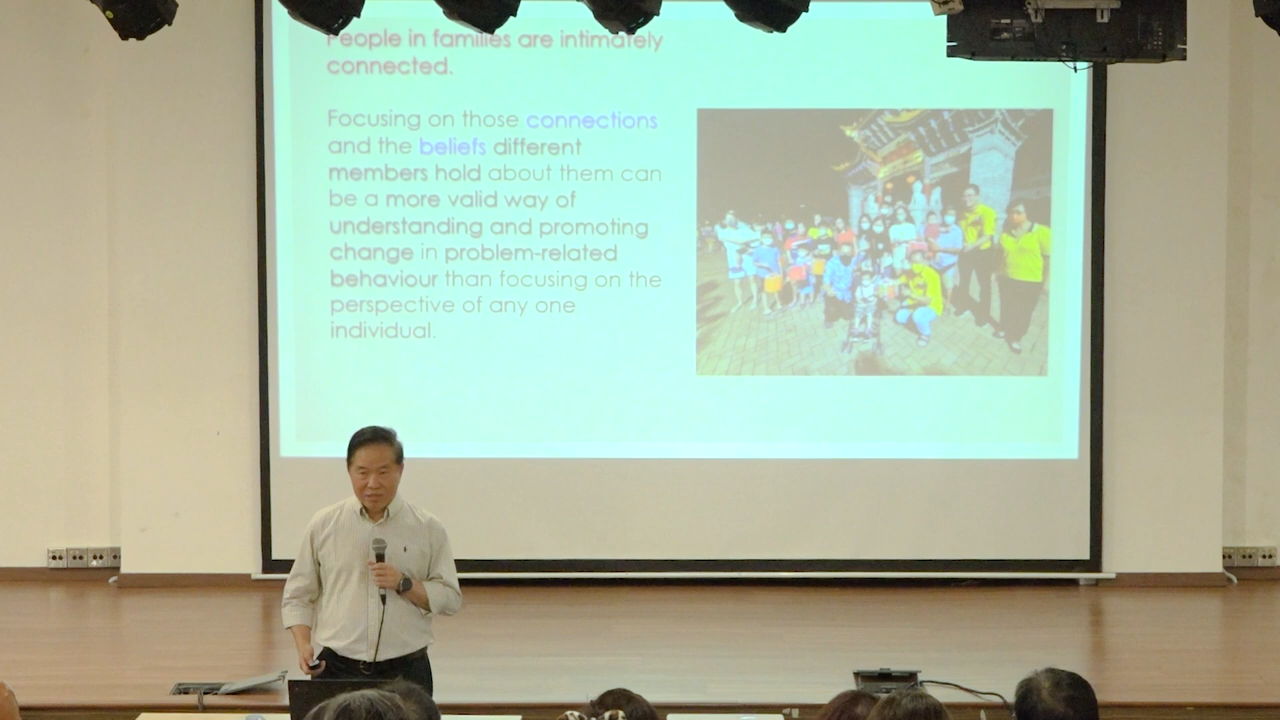 People in families are intimately
connected.
Focusing on those connections
and the beliefs different
members hold about them can
be a more valid way of
understanding and promoting
change in problem-related
behaviour than focusing on the
perspective of any one
individual.